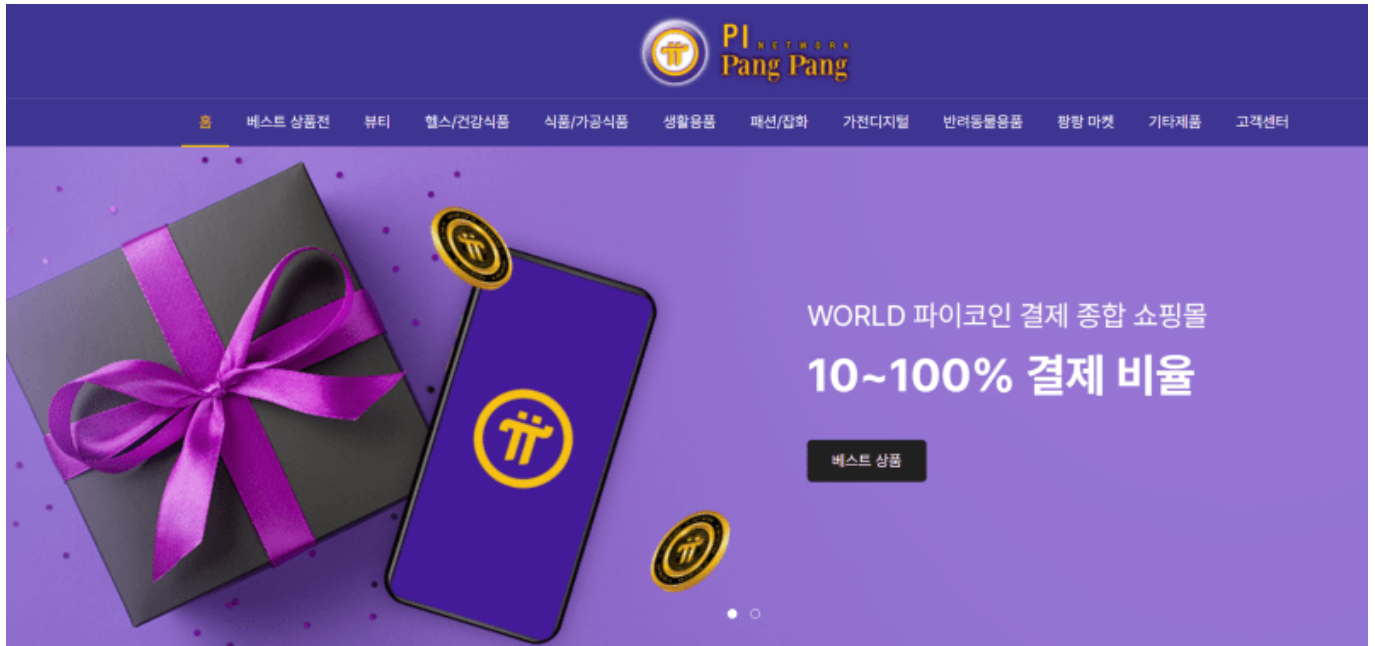 PI NETWORK
Pang Pang
홈 베스트 상품전 뷰티 헬스/건강식품 식품/가공식품 생활용품 패션/잡화 가전디지털 반려동물용품 팡팡 마켓 기타제품 고객센터
WORLD 파이코인 결제 종합 쇼핑몰
10~100% 결제 비율
베스트 상품